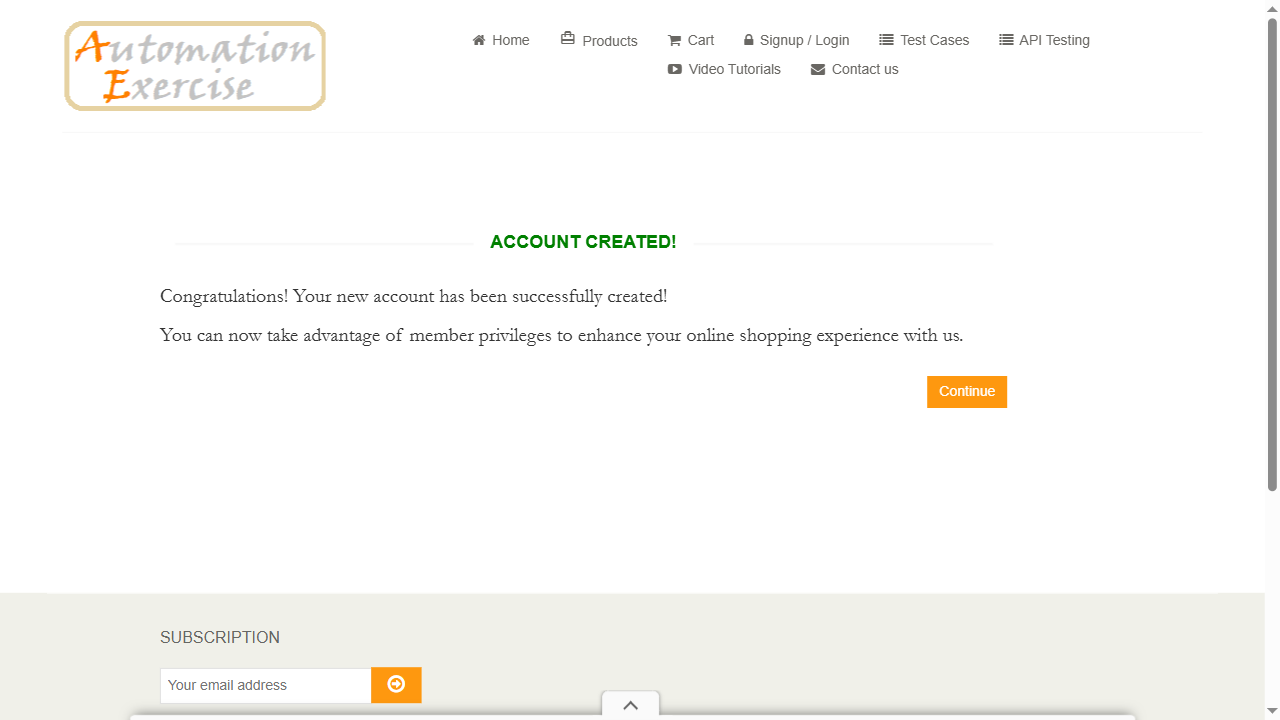 Automation
Exercise
Home
Products
Cart
Signup / Login
Test Cases
API Testing
Video Tutorials
Contact us
ACCOUNT CREATED!
Congratulations! Your new account has been successfully created!
You can now take advantage of member privileges to enhance your online shopping experience with us.
Continue
SUBSCRIPTION
Your email address